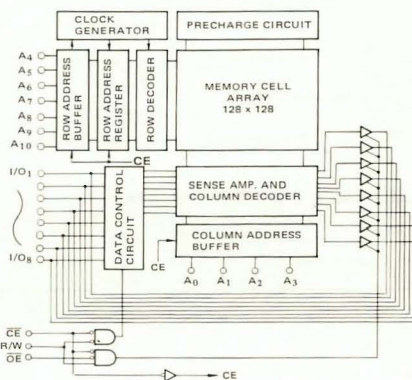 CLOCK
GENERATOR
PRECHARGE CIRCUIT
A4
A5
A6
A7
A8
A9
A10
ROW ADDRESS
BUFFER
ROW ADDRESS
REGISTER
ROW DECODER
MEMORY CELL
ARRAY
128 × 128
CE
I/O1
I/O8
DATA CONTROL
CIRCUIT
SENSE AMP. AND
COLUMN DECODER
COLUMN ADDRESS
BUFFER
CE
A0 A1 A2 A3
C̅E̅
R/W
O̅E̅
CE